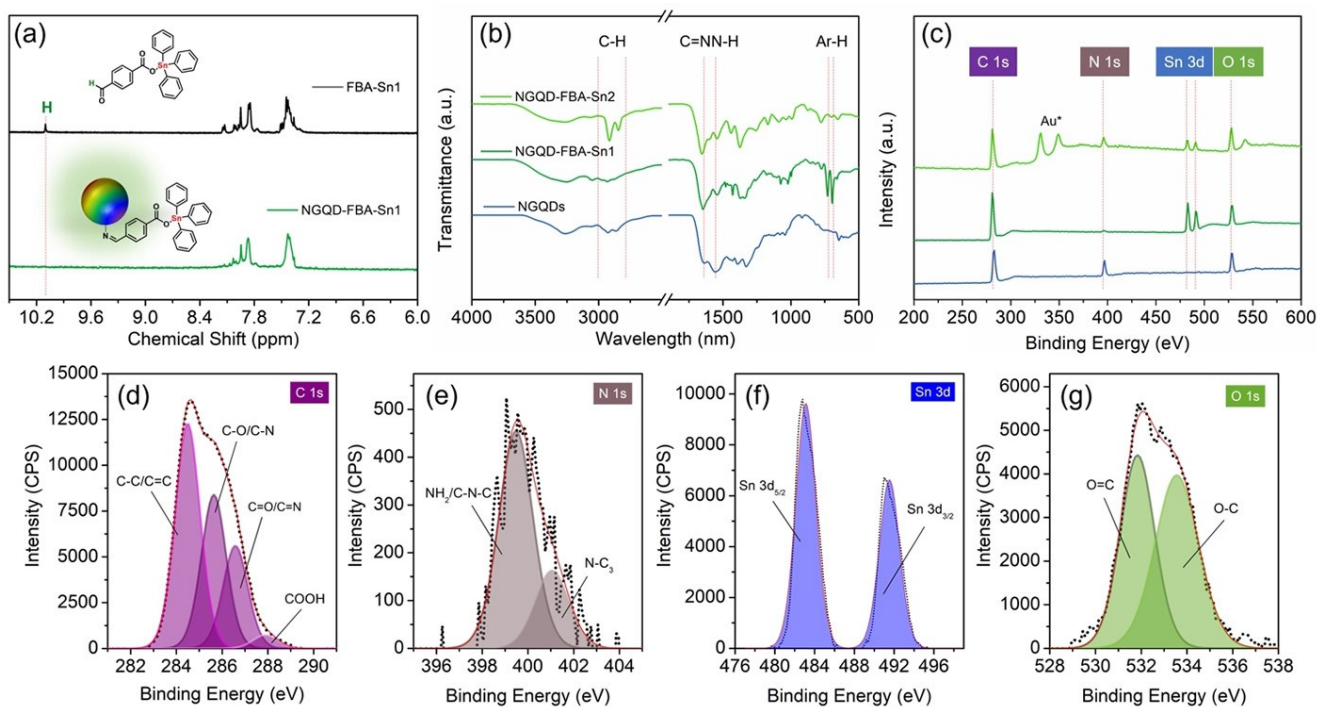 (a)
O
O
Sn
H
O
FBA-Sn1
H
O
O
Sn
N
NGQD-FBA-Sn1
10.2 9.6 9.0 8.4 7.8 7.2 6.6 6.0
Chemical Shift (ppm)
(b)
C-H
C=NN-H
Ar-H
NGQD-FBA-Sn2
NGQD-FBA-Sn1
NGQDs
Transmittance (a.u.)
4000 3000 2000 1500 1000 500
Wavelength (nm)
(c)
C 1s
N 1s
Sn 3d
O 1s
Au*
Intensity (a.u.)
200 250 300 350 400 450 500 550 600
Binding Energy (eV)
(d)
C 1s
C-O/C-N
C-C/C=C
C=O/C=N
COOH
Intensity (CPS)
15000
12500
10000
7500
5000
2500
0
282 284 286 288 290
Binding Energy (eV)
(e)
N 1s
NH2/C-N-C
N-C3
Intensity (CPS)
500
400
300
200
100
0
396 398 400 402 404
Binding Energy (eV)
(f)
Sn 3d
Sn 3d5/2
Sn 3d3/2
Intensity (CPS)
10000
8000
6000
4000
2000
0
476 480 484 488 492 496
Binding Energy (eV)
(g)
O 1s
O=C
O-C
Intensity (CPS)
6000
5000
4000
3000
2000
1000
0
528 530 532 534 536 538
Binding Energy (eV)